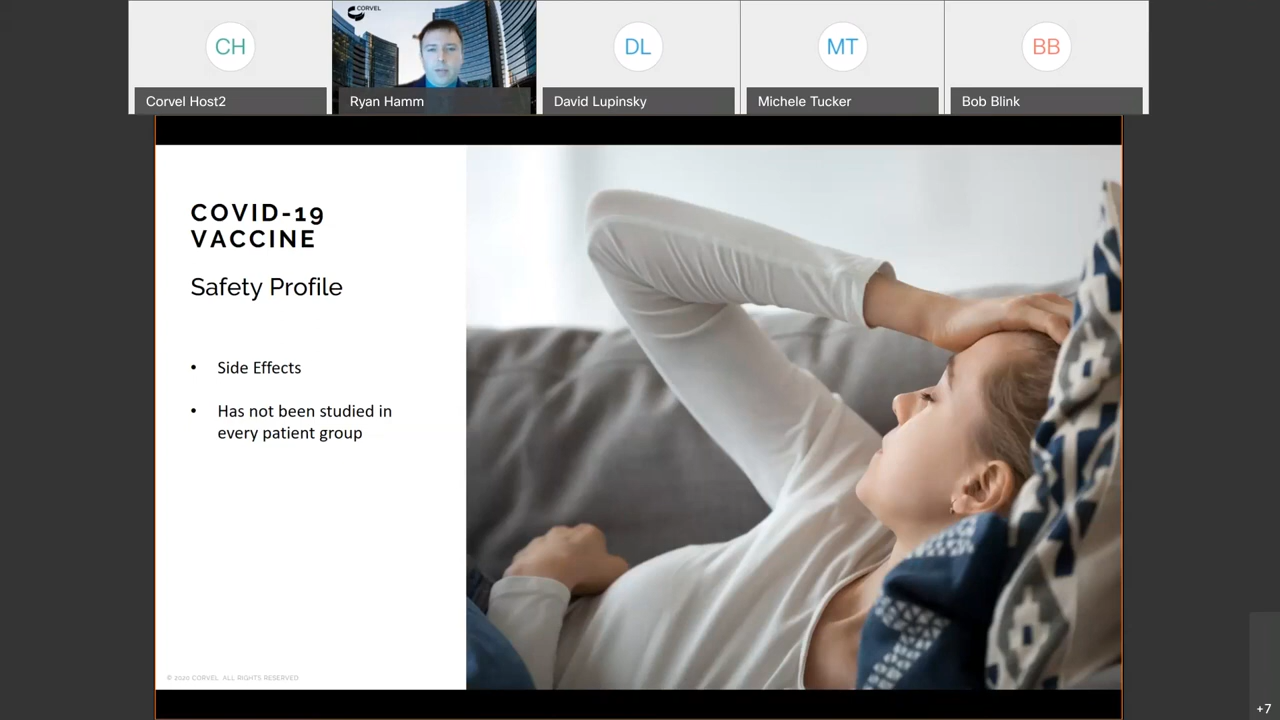 CH
CORVEL
DL
MT
BB
Corvel Host2
Ryan Hamm
David Lupinsky
Michele Tucker
Bob Blink
COVID-19
VACCINE
Safety Profile
• Side Effects
• Has not been studied in
every patient group
© 2020 CORVEL. ALL RIGHTS RESERVED.
+7